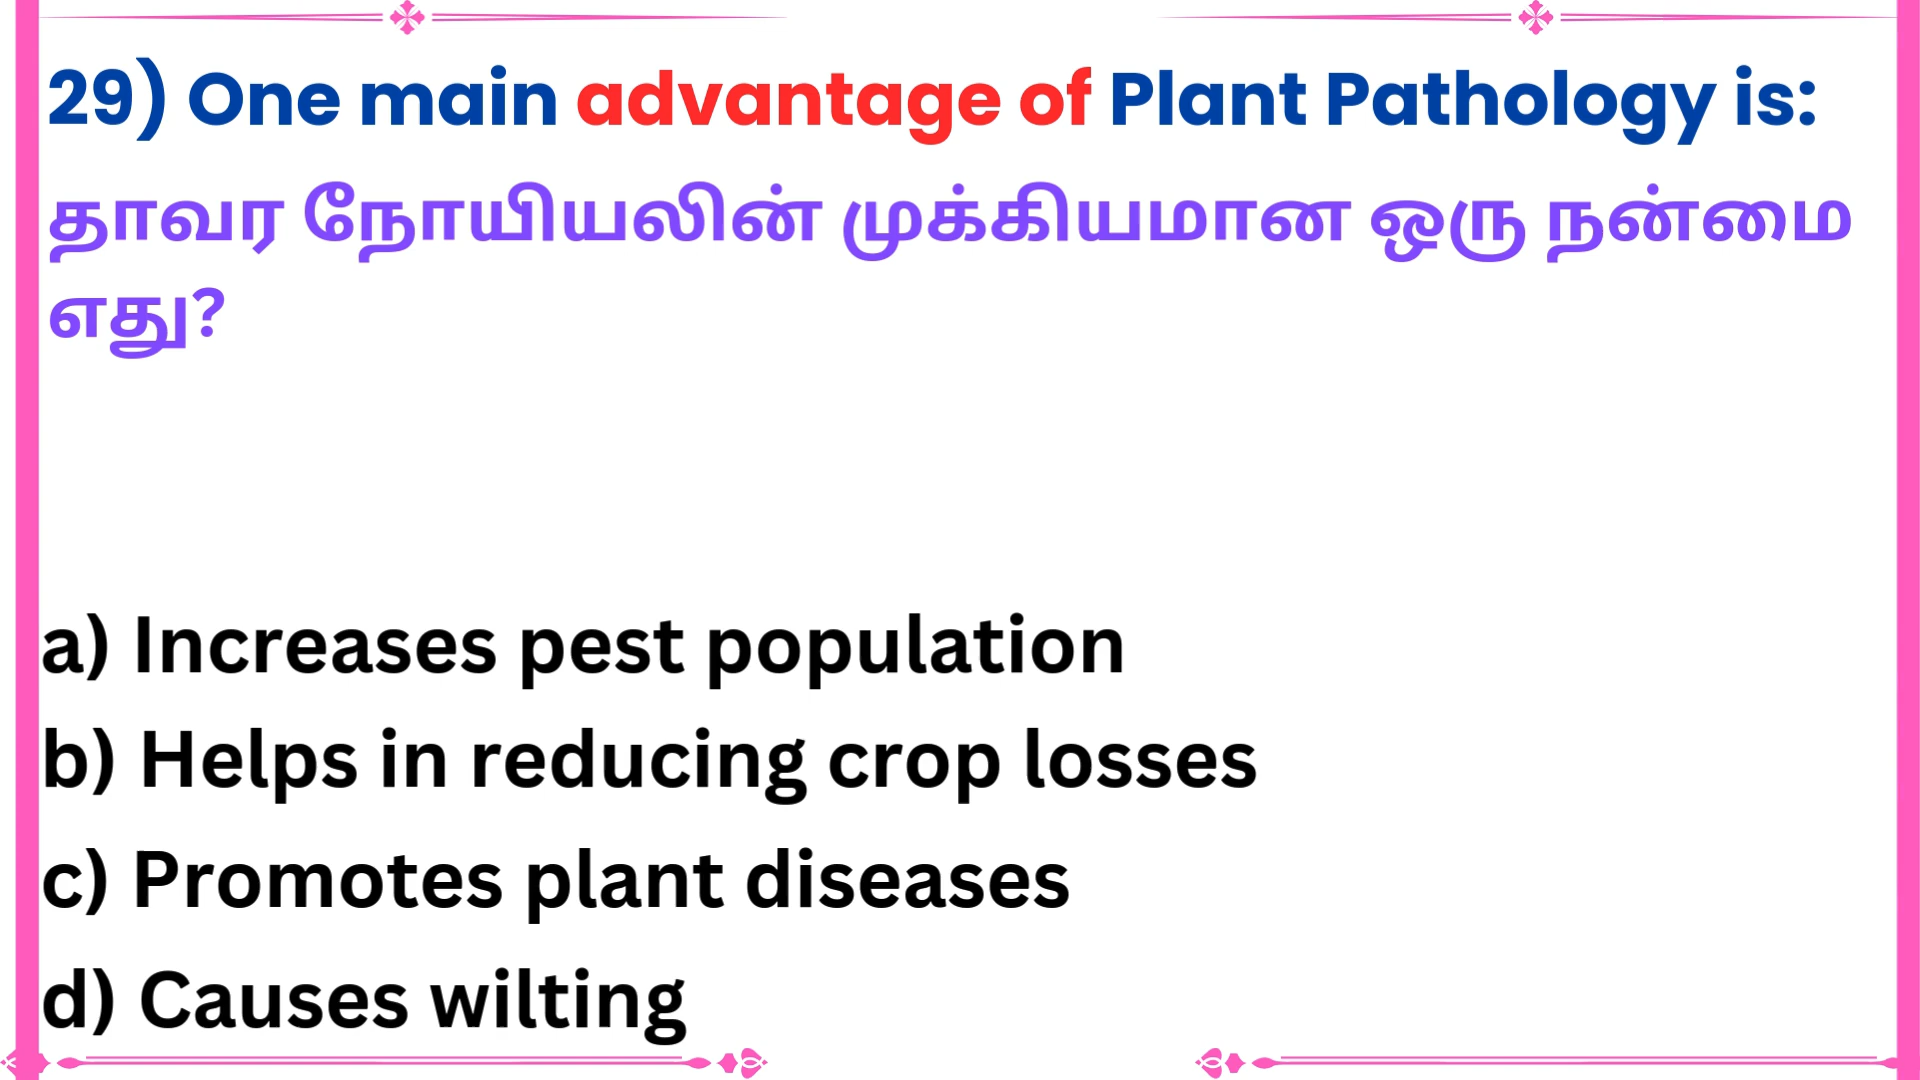 29) One main advantage of Plant Pathology is:
தாவர நோயியலின் முக்கியமான ஒரு நன்மை
எது?
a) Increases pest population
b) Helps in reducing crop losses
c) Promotes plant diseases
d) Causes wilting